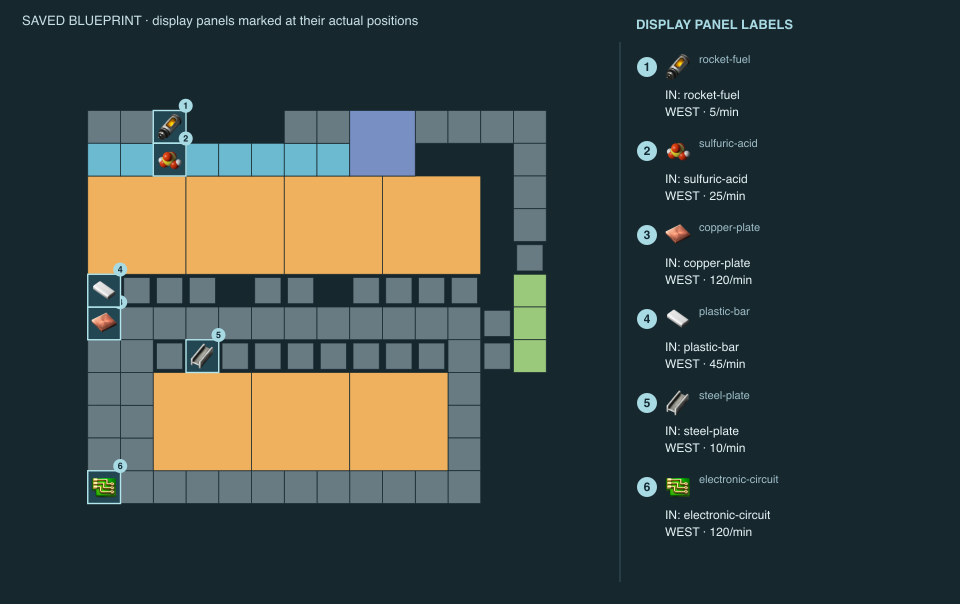 SAVED BLUEPRINT · display panels marked at their actual positions
1
2
4
5
6
DISPLAY PANEL LABELS
1 rocket-fuel
IN: rocket-fuel
WEST · 5/min
2 sulfuric-acid
IN: sulfuric-acid
WEST · 25/min
3 copper-plate
IN: copper-plate
WEST · 120/min
4 plastic-bar
IN: plastic-bar
WEST · 45/min
5 steel-plate
IN: steel-plate
WEST · 10/min
6 electronic-circuit
IN: electronic-circuit
WEST · 120/min